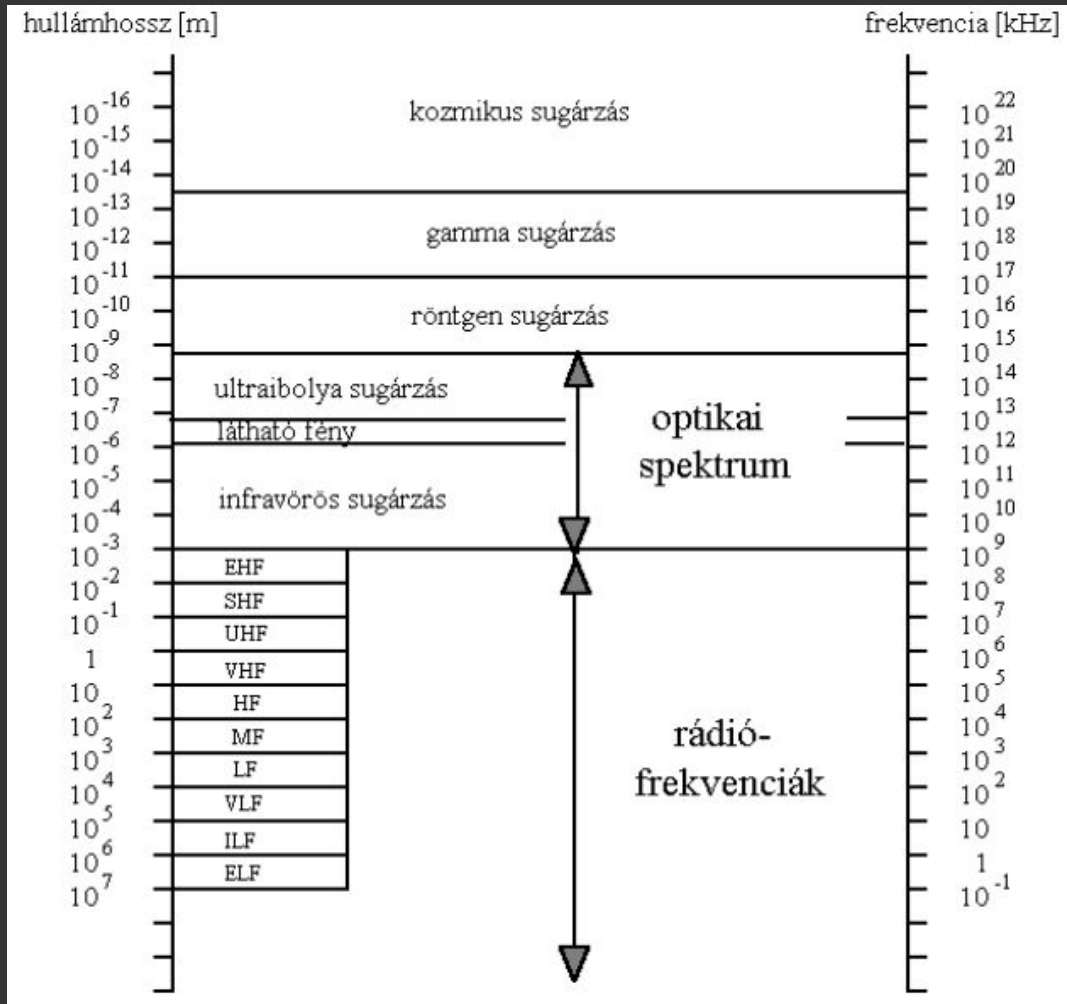 hullámhossz [m]
frekvencia [kHz]
10^-16
kozmikus sugárzás
10^22
10^-15
10^21
10^-14
10^20
10^-13
10^19
gamma sugárzás
10^-12
10^18
10^-11
10^17
10^-10
röntgen sugárzás
10^16
10^-9
10^15
10^-8
ultraibolya sugárzás
10^14
10^-7
10^13
látható fény
optikai
spektrum
10^-6
10^12
10^-5
10^11
infravörös sugárzás
10^-4
10^10
10^-3
10^9
EHF
10^-2
10^8
SHF
10^-1
10^7
UHF
1
10^6
VHF
10
10^5
HF
10^2
10^4
MF
rádió-
frekvenciák
10^3
10^3
LF
10^4
10^2
VLF
10^5
10
ILF
10^6
1
ELF
10^7
10^-1